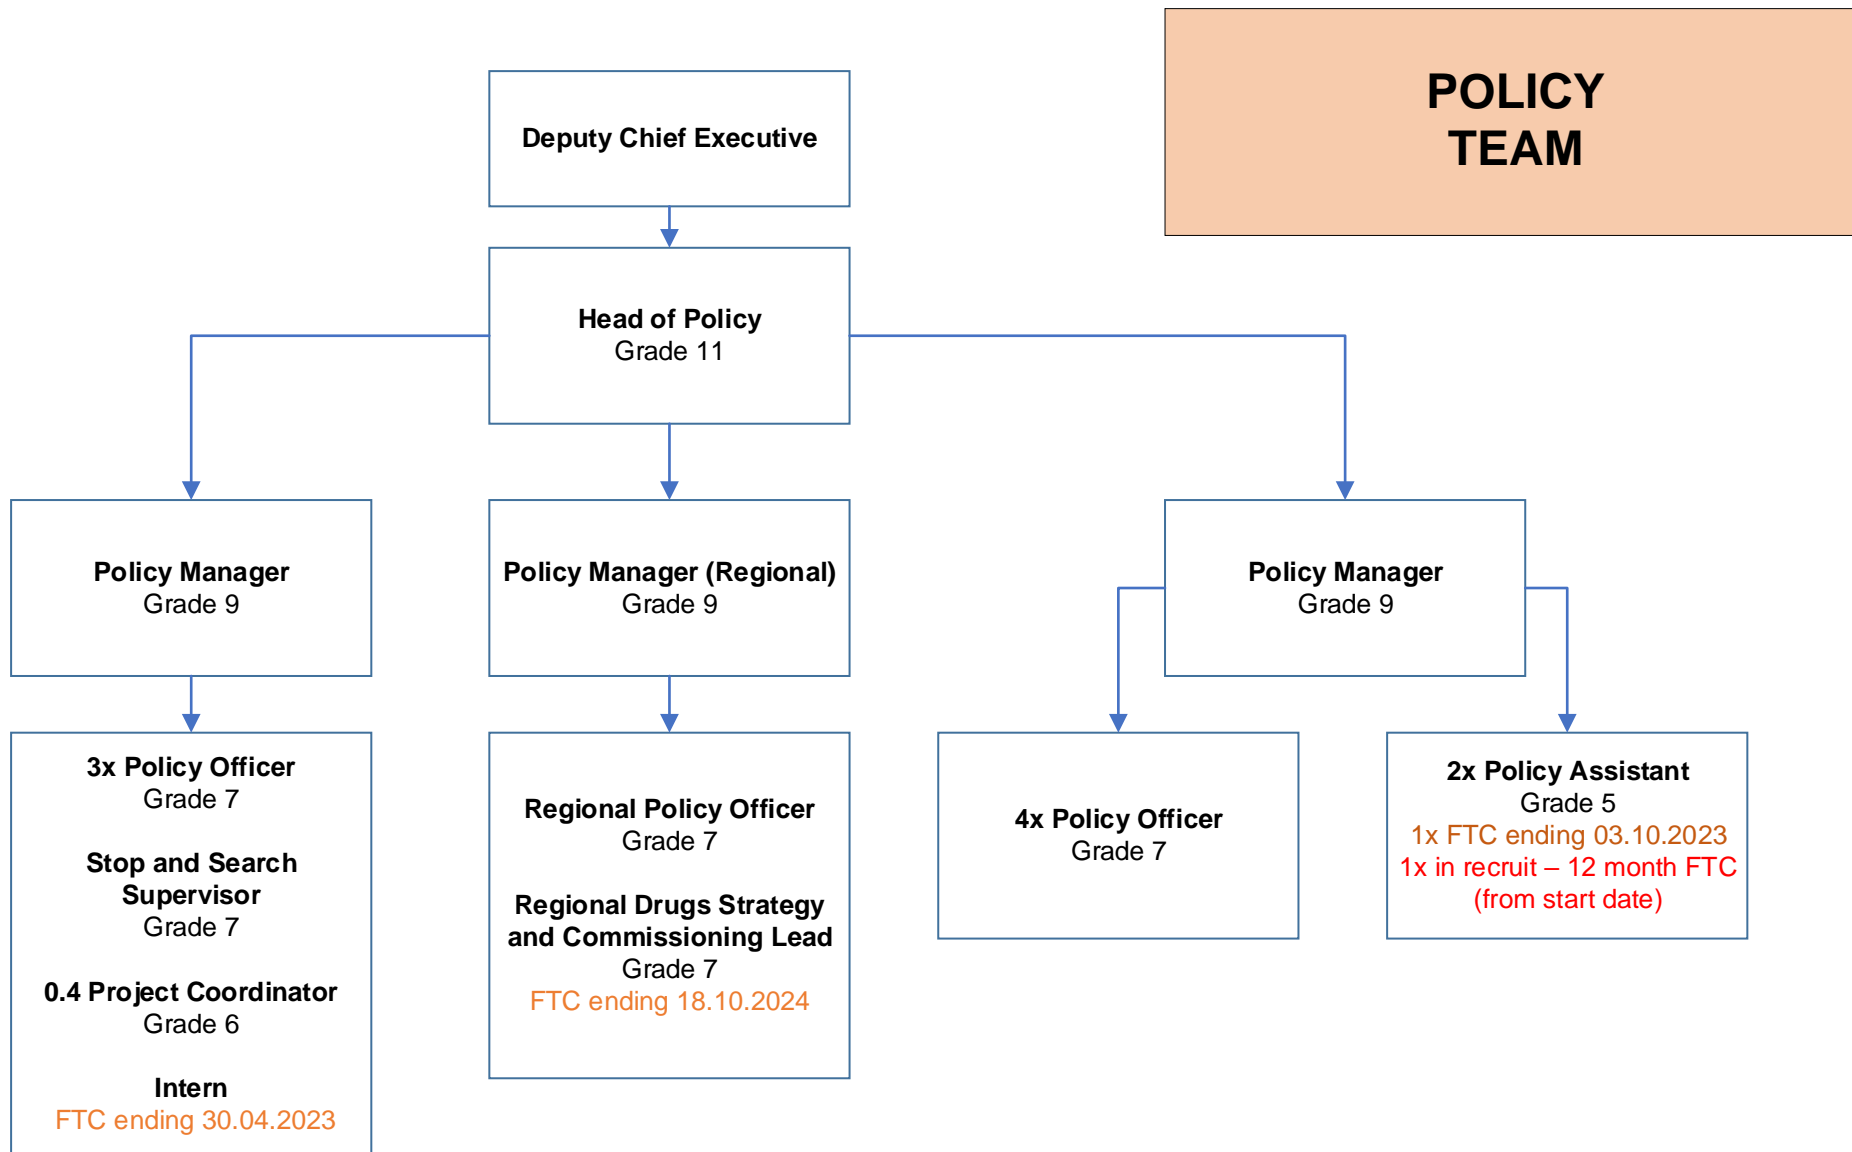 POLICY
TEAM
Deputy Chief Executive
Head of Policy
Grade 11
Policy Manager
Grade 9
Policy Manager (Regional)
Grade 9
Policy Manager
Grade 9
3x Policy Officer
Grade 7
Stop and Search
Supervisor
Grade 7
0.4 Project Coordinator
Grade 6
Intern
FTC ending 30.04.2023
Regional Policy Officer
Grade 7
Regional Drugs Strategy
and Commissioning Lead
Grade 7
FTC ending 18.10.2024
4x Policy Officer
Grade 7
2x Policy Assistant
Grade 5
1x FTC ending 03.10.2023
1x in recruit – 12 month FTC
(from start date)